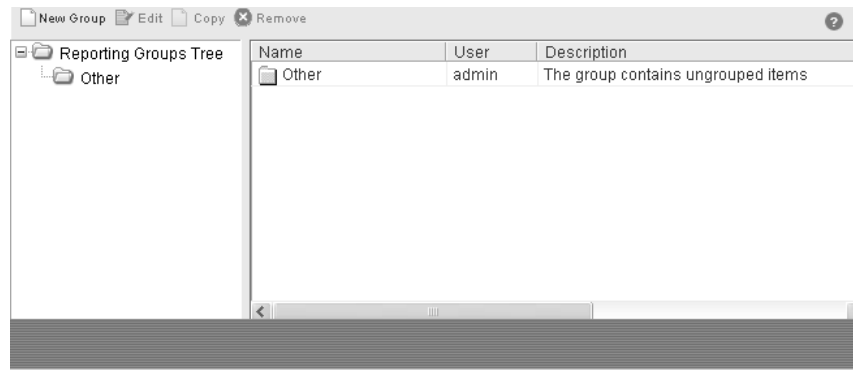 New Group Edit Copy Remove ?
Reporting Groups Tree
Other
Name User Description
Other admin The group contains ungrouped items